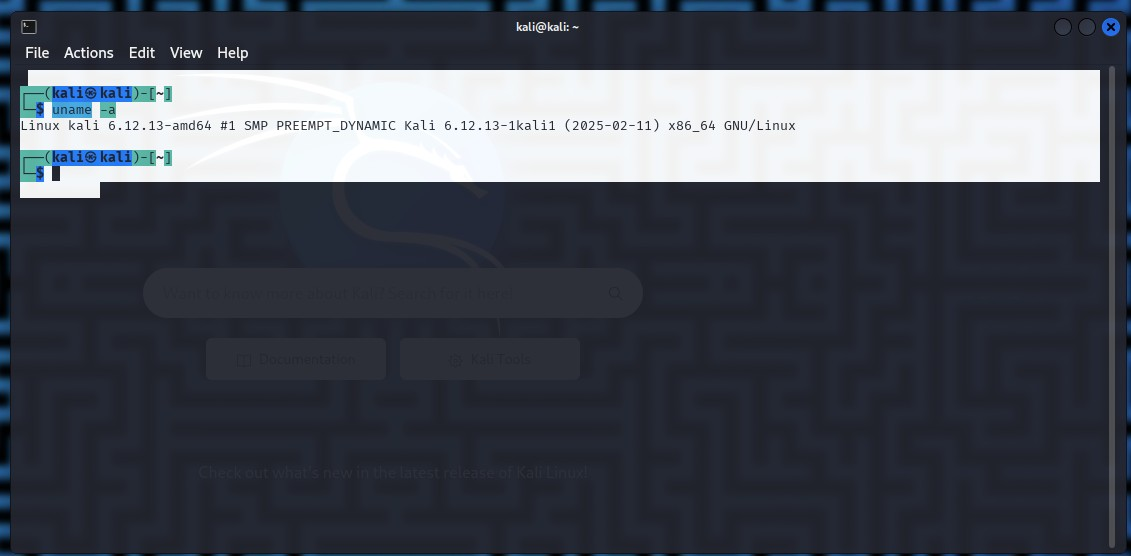 kali@kali: ~
File Actions Edit View Help
┌──(kali㉿kali)-[~]
└─$ uname -a
Linux kali 6.12.13-amd64 #1 SMP PREEMPT_DYNAMIC Kali 6.12.13-1kali1 (2025-02-11) x86_64 GNU/Linux
┌──(kali㉿kali)-[~]
└─$
Documentation Kali Tools
Check out what's new in the latest release of Kali Linux!